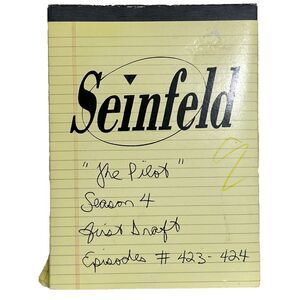 Seinfeld
"The Pilot"
Season 4
First Draft
Episodes # 423-424